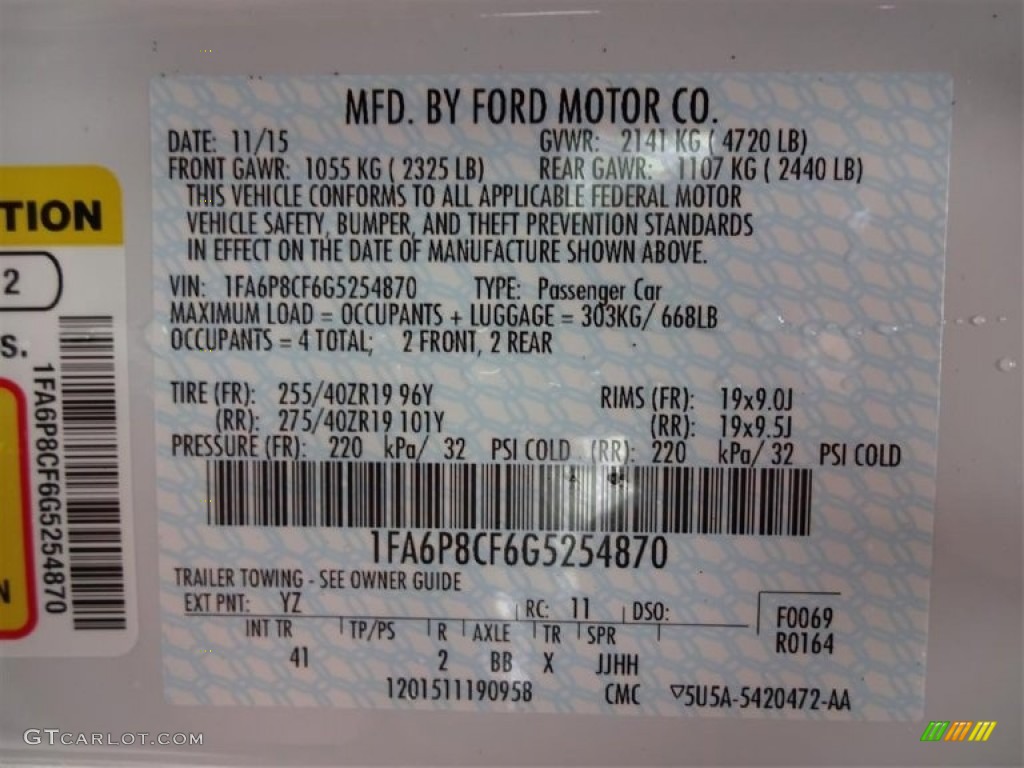 MFD. BY FORD MOTOR CO.
DATE: 11/15 GVWR: 2141 KG ( 4720 LB)
FRONT GAWR: 1055 KG ( 2325 LB) REAR GAWR: 1107 KG ( 2440 LB)
THIS VEHICLE CONFORMS TO ALL APPLICABLE FEDERAL MOTOR
VEHICLE SAFETY, BUMPER, AND THEFT PREVENTION STANDARDS
IN EFFECT ON THE DATE OF MANUFACTURE SHOWN ABOVE.
VIN: 1FA6P8CF6G5254870 TYPE: Passenger Car
MAXIMUM LOAD = OCCUPANTS + LUGGAGE = 303KG/ 668LB
OCCUPANTS = 4 TOTAL; 2 FRONT, 2 REAR
TIRE (FR): 255/40ZR19 96Y RIMS (FR): 19x9.0J
(RR): 275/40ZR19 101Y (RR): 19x9.5J
PRESSURE (FR): 220 kPa/ 32 PSI COLD (RR): 220 kPa/ 32 PSI COLD
1FA6P8CF6G5254870
TRAILER TOWING - SEE OWNER GUIDE
EXT PNT: YZ RC: 11 DSO: F0069
INT TR TP/PS R AXLE TR SPR R0164
41 2 BB X JJHH
1201511190958 CMC ▽5U5A-5420472-AA
TION
2
S.
1FA6P8CF6G5254870
N
GTCARLOT.COM